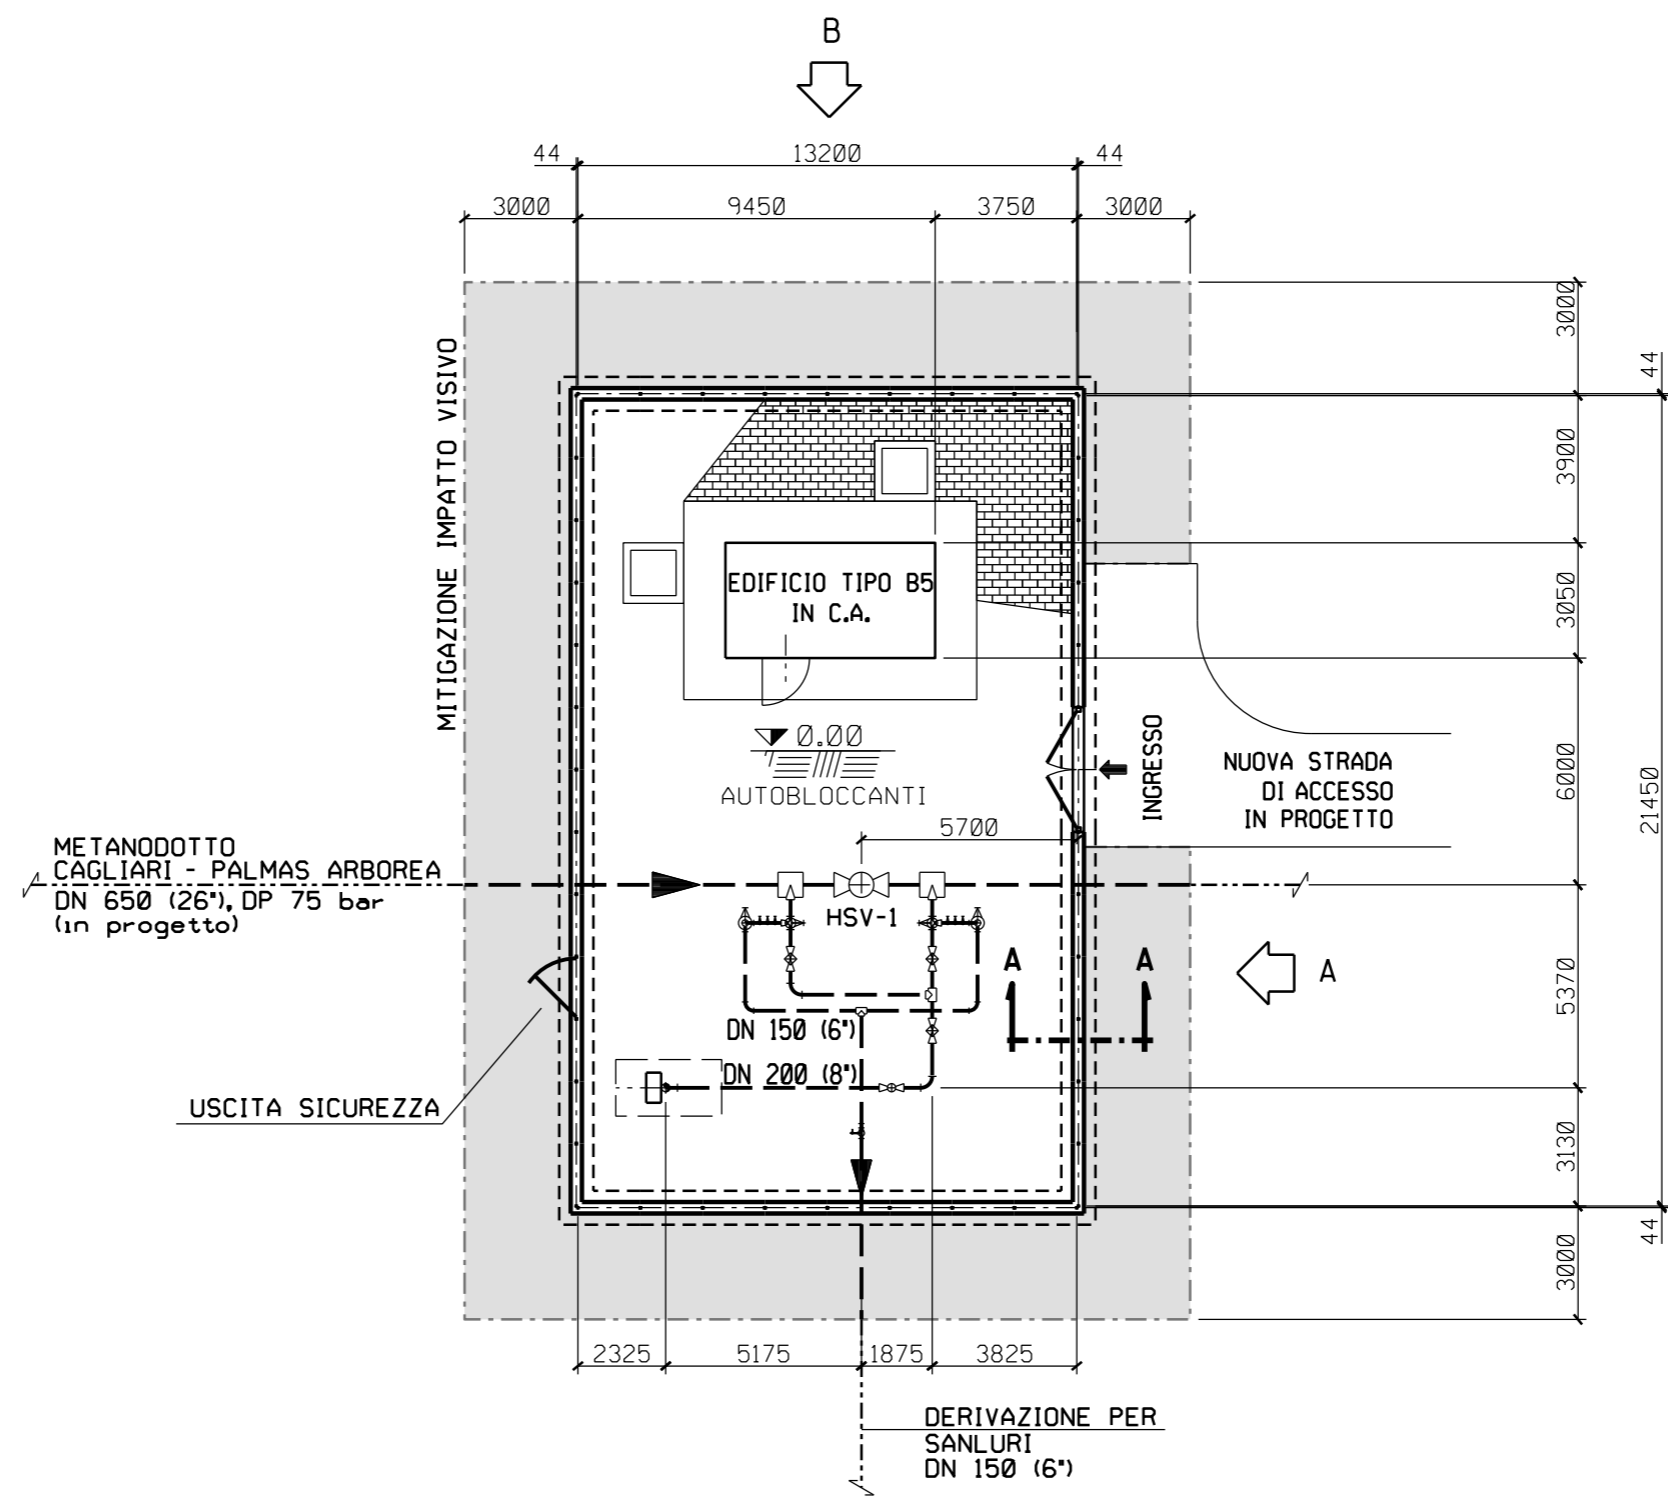 B
44
13200
44
3000
9450
3750
3000
3000
44
MITIGAZIONE IMPATTO VISIVO
3900
EDIFICIO TIPO B5
IN C.A.
3050
0.00
AUTOBLOCCANTI
INGRESSO
NUOVA STRADA
DI ACCESSO
IN PROGETTO
6000
21450
5700
METANODOTTO
CAGLIARI - PALMAS ARBOREA
DN 650 (26"), DP 75 bar
(in progetto)
HSV-1
A
A
A
5370
DN 150 (6")
DN 200 (8")
USCITA SICUREZZA
3130
44
3000
2325
5175
1875
3825
DERIVAZIONE PER
SANLURI
DN 150 (6")